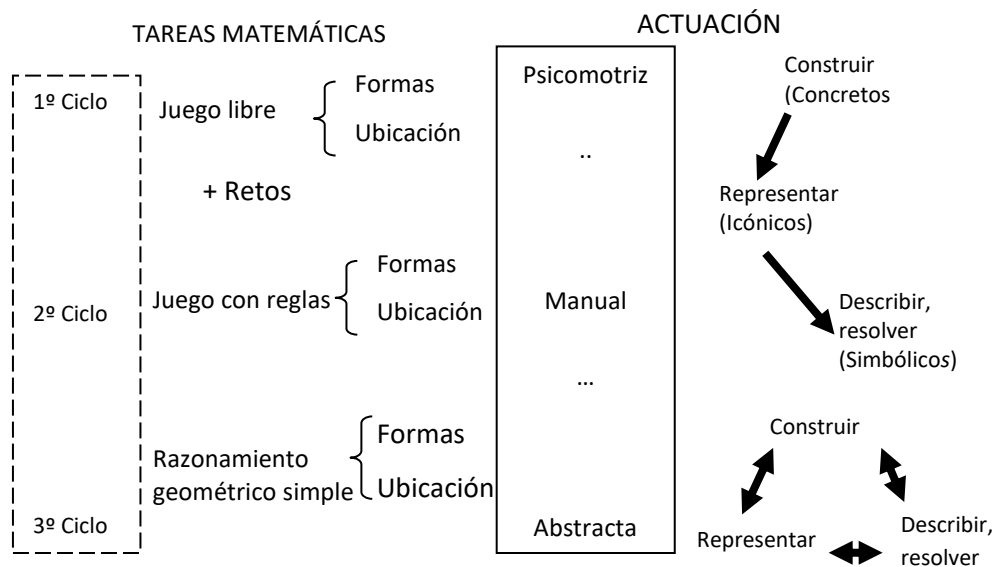 TAREAS MATEMÁTICAS
ACTUACIÓN
1º Ciclo
Juego libre
Formas
Ubicación
+ Retos
2º Ciclo
Juego con reglas
Formas
Ubicación
3º Ciclo
Razonamiento
geométrico simple
Formas
Ubicación
Psicomotriz
..
Manual
...
Abstracta
Construir
(Concretos
Representar
(Icónicos)
Describir,
resolver
(Simbólicos)
Construir
Representar
Describir,
resolver